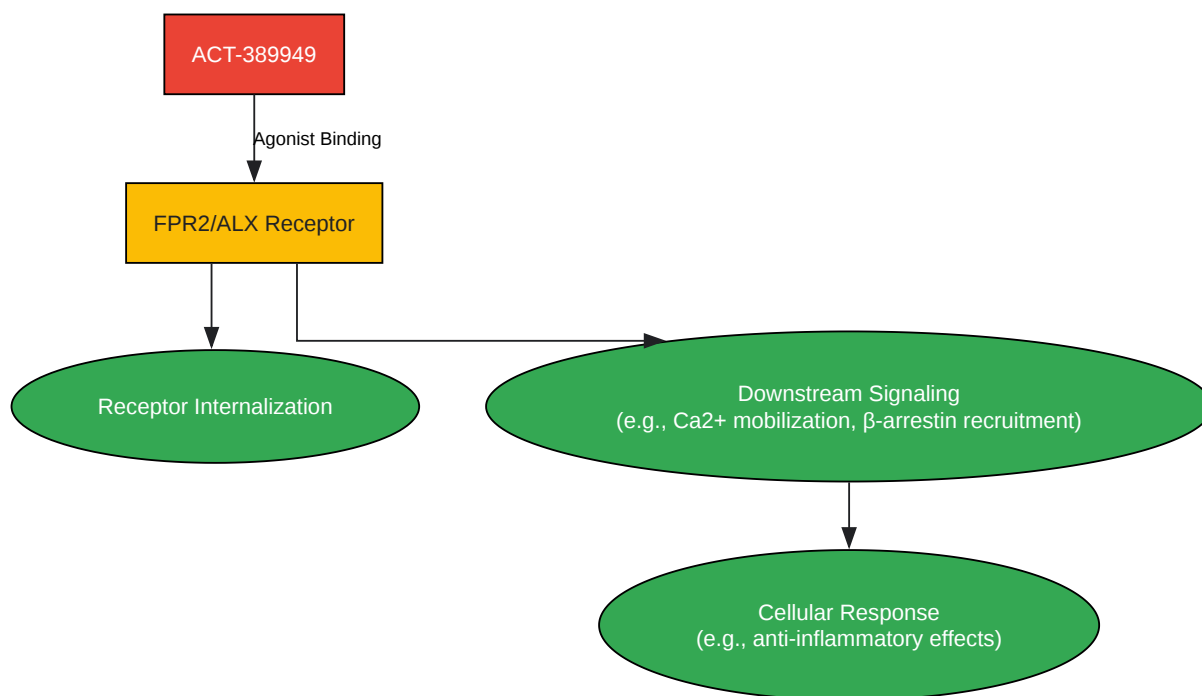 ACT-389949
Agonist Binding
FPR2/ALX Receptor
Receptor Internalization
Downstream Signaling
(e.g., Ca2+ mobilization, β-arrestin recruitment)
Cellular Response
(e.g., anti-inflammatory effects)